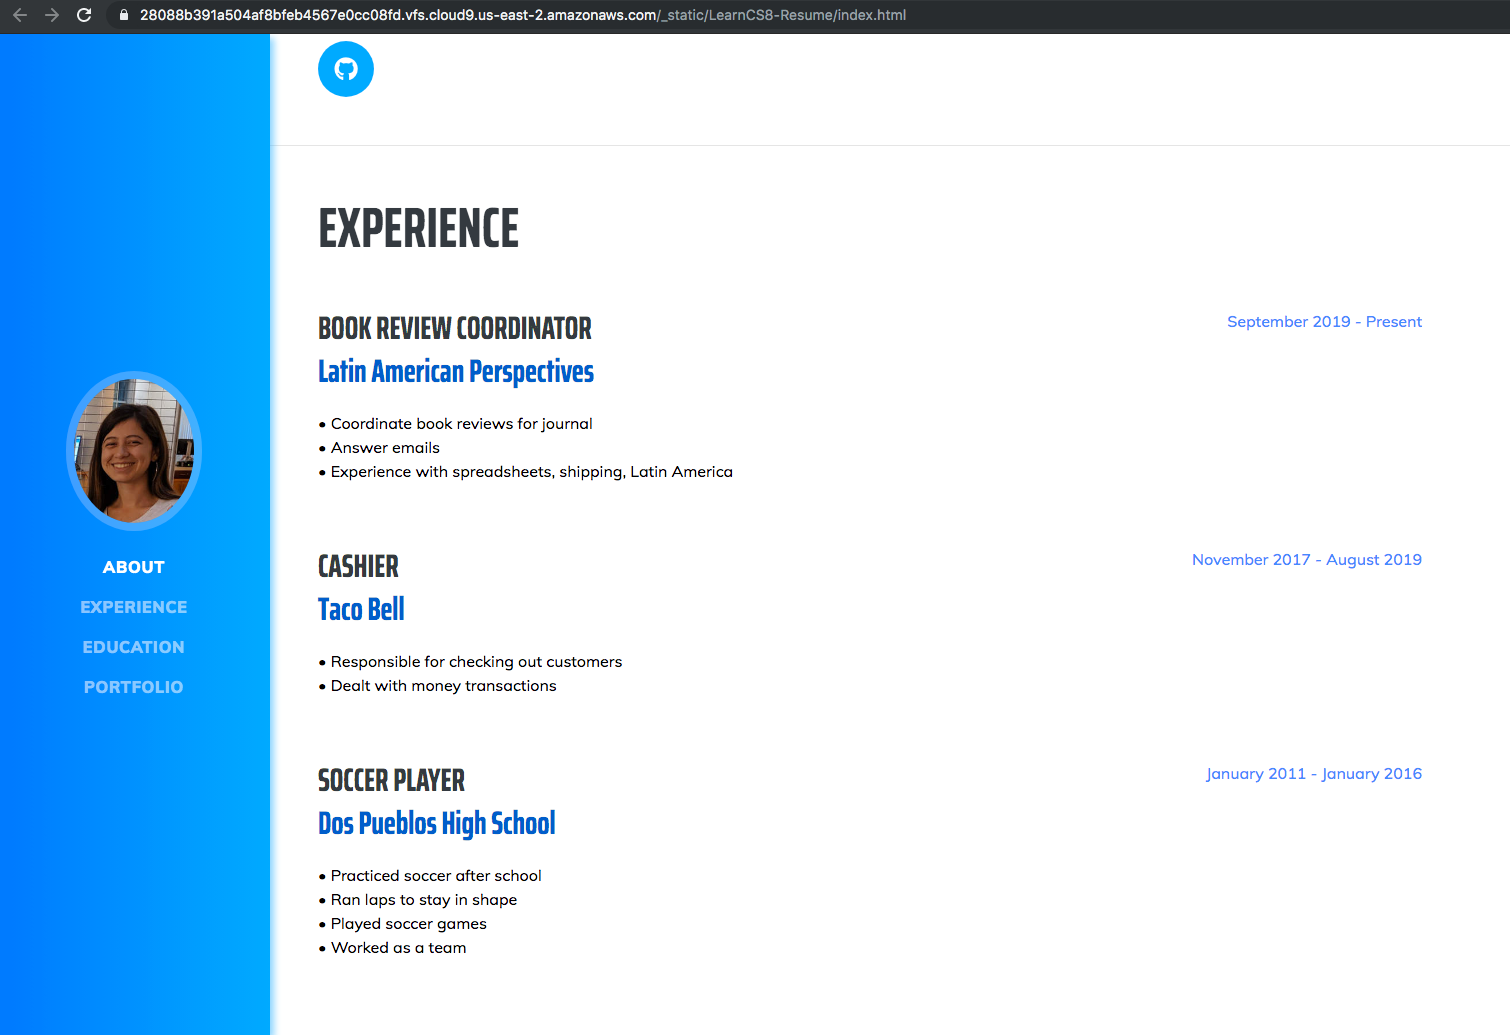 28088b391a504af8bfeb4567e0cc08fd.vfs.cloud9.us-east-2.amazonaws.com/_static/LearnCS8-Resume/index.html
ABOUT
EXPERIENCE
EDUCATION
PORTFOLIO
EXPERIENCE
BOOK REVIEW COORDINATOR
September 2019 - Present
Latin American Perspectives
• Coordinate book reviews for journal
• Answer emails
• Experience with spreadsheets, shipping, Latin America
CASHIER
November 2017 - August 2019
Taco Bell
• Responsible for checking out customers
• Dealt with money transactions
SOCCER PLAYER
January 2011 - January 2016
Dos Pueblos High School
• Practiced soccer after school
• Ran laps to stay in shape
• Played soccer games
• Worked as a team